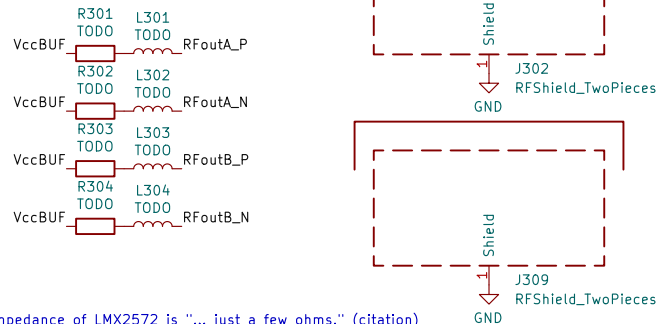 R301 L301
TODO TODO
VccBUF RFoutA_P
R302 L302
TODO TODO
VccBUF RFoutA_N
R303 L303
TODO TODO
VccBUF RFoutB_P
R304 L304
TODO TODO
VccBUF RFoutB_N
Shield
1
J302
RFShield_TwoPieces
GND
Shield
1
J309
RFShield_TwoPieces
GND
mpedance of LMX2572 is "... just a few ohms." (citation)